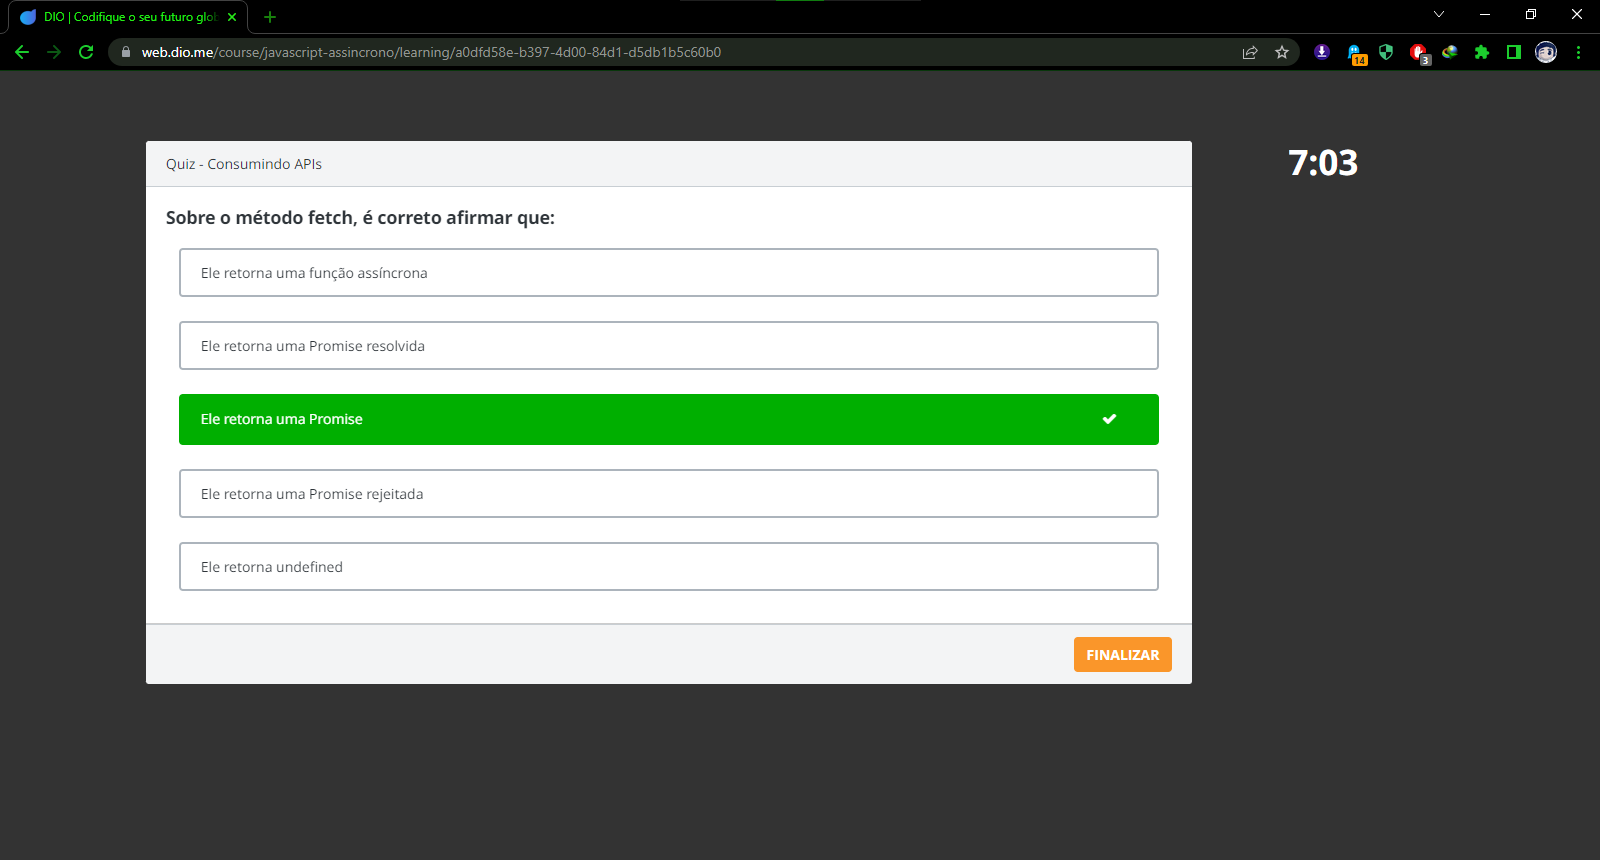 DIO | Codifique o seu futuro glob
web.dio.me/course/javascript-assincrono/learning/a0dfd58e-b397-4d00-84d1-d5db1b5c60b0
14
3
Quiz - Consumindo APIs
7:03
Sobre o método fetch, é correto afirmar que:
Ele retorna uma função assíncrona
Ele retorna uma Promise resolvida
Ele retorna uma Promise
Ele retorna uma Promise rejeitada
Ele retorna undefined
FINALIZAR